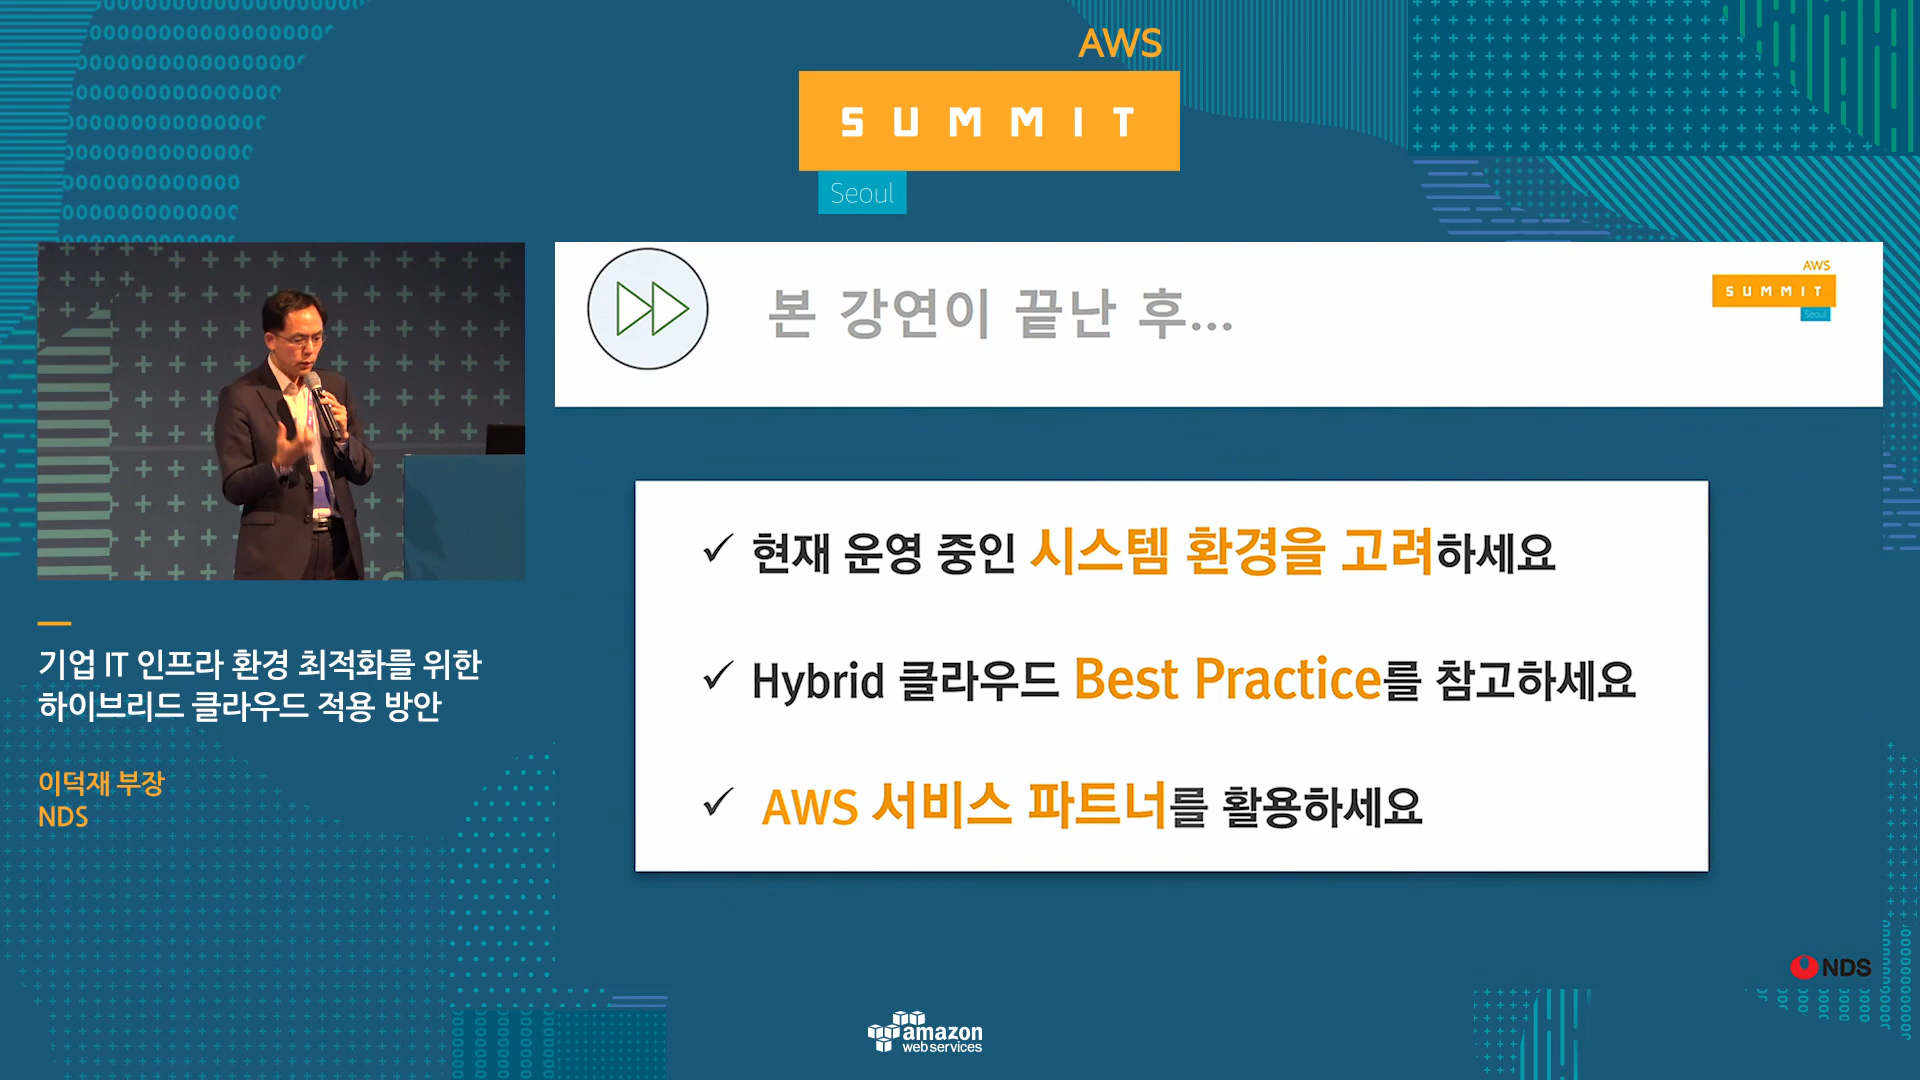 AWS
SUMMIT
Seoul
본 강연이 끝난 후...
AWS
SUMMIT
Seoul
✓ 현재 운영 중인 시스템 환경을 고려하세요
✓ Hybrid 클라우드 Best Practice를 참고하세요
✓ AWS 서비스 파트너를 활용하세요
기업 IT 인프라 환경 최적화를 위한
하이브리드 클라우드 적용 방안
이덕재 부장
NDS
NDS
amazon
web services